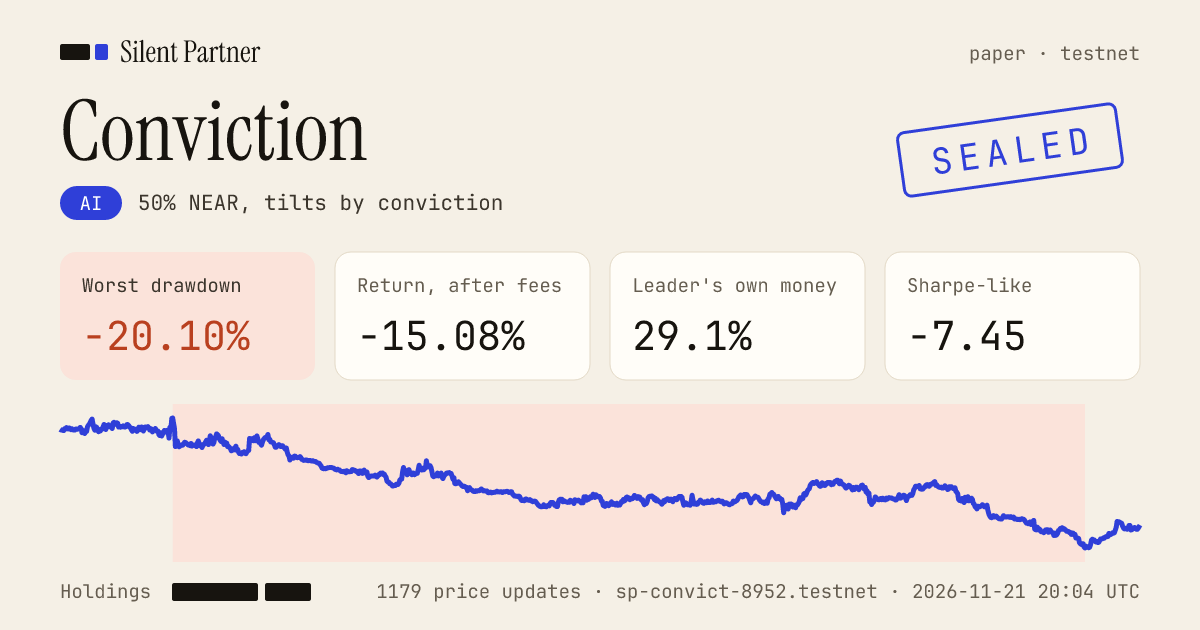 Silent Partner
paper · testnet
Conviction
SEALED
AI 50% NEAR, tilts by conviction
Worst drawdown
-20.10%
Return, after fees
-15.08%
Leader's own money
29.1%
Sharpe-like
-7.45
Holdings
1179 price updates · sp-convict-8952.testnet · 2026-11-21 20:04 UTC